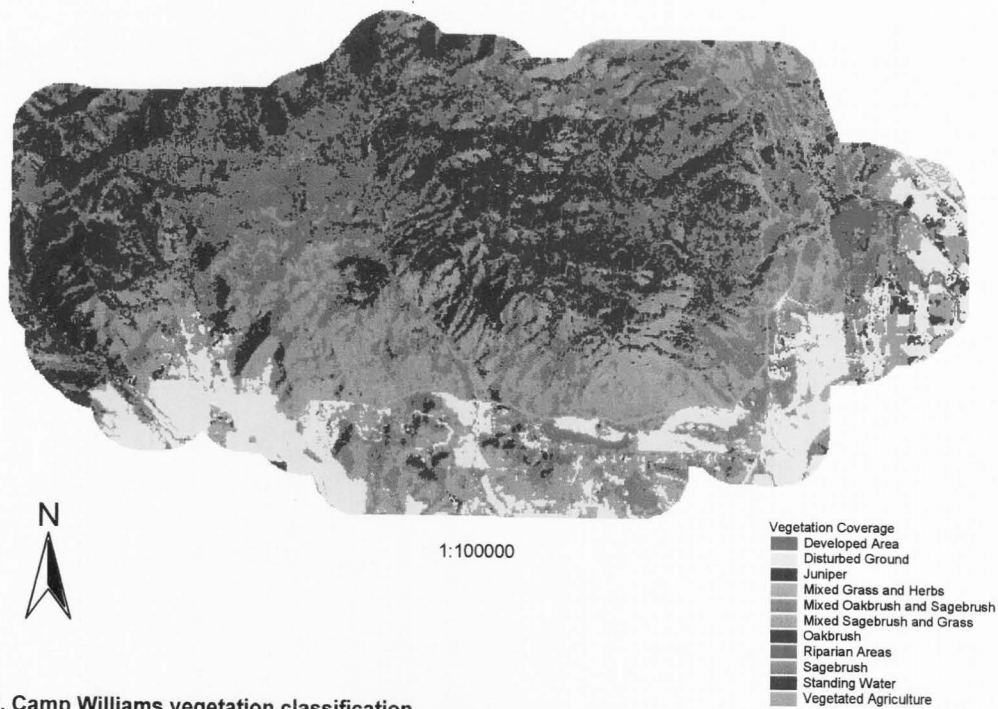 N
1:100000
Vegetation Coverage
Developed Area
Disturbed Ground
Juniper
Mixed Grass and Herbs
Mixed Oakbrush and Sagebrush
Mixed Sagebrush and Grass
Oakbrush
Riparian Areas
Sagebrush
Standing Water
Vegetated Agriculture
. Camp Williams vegetation classification